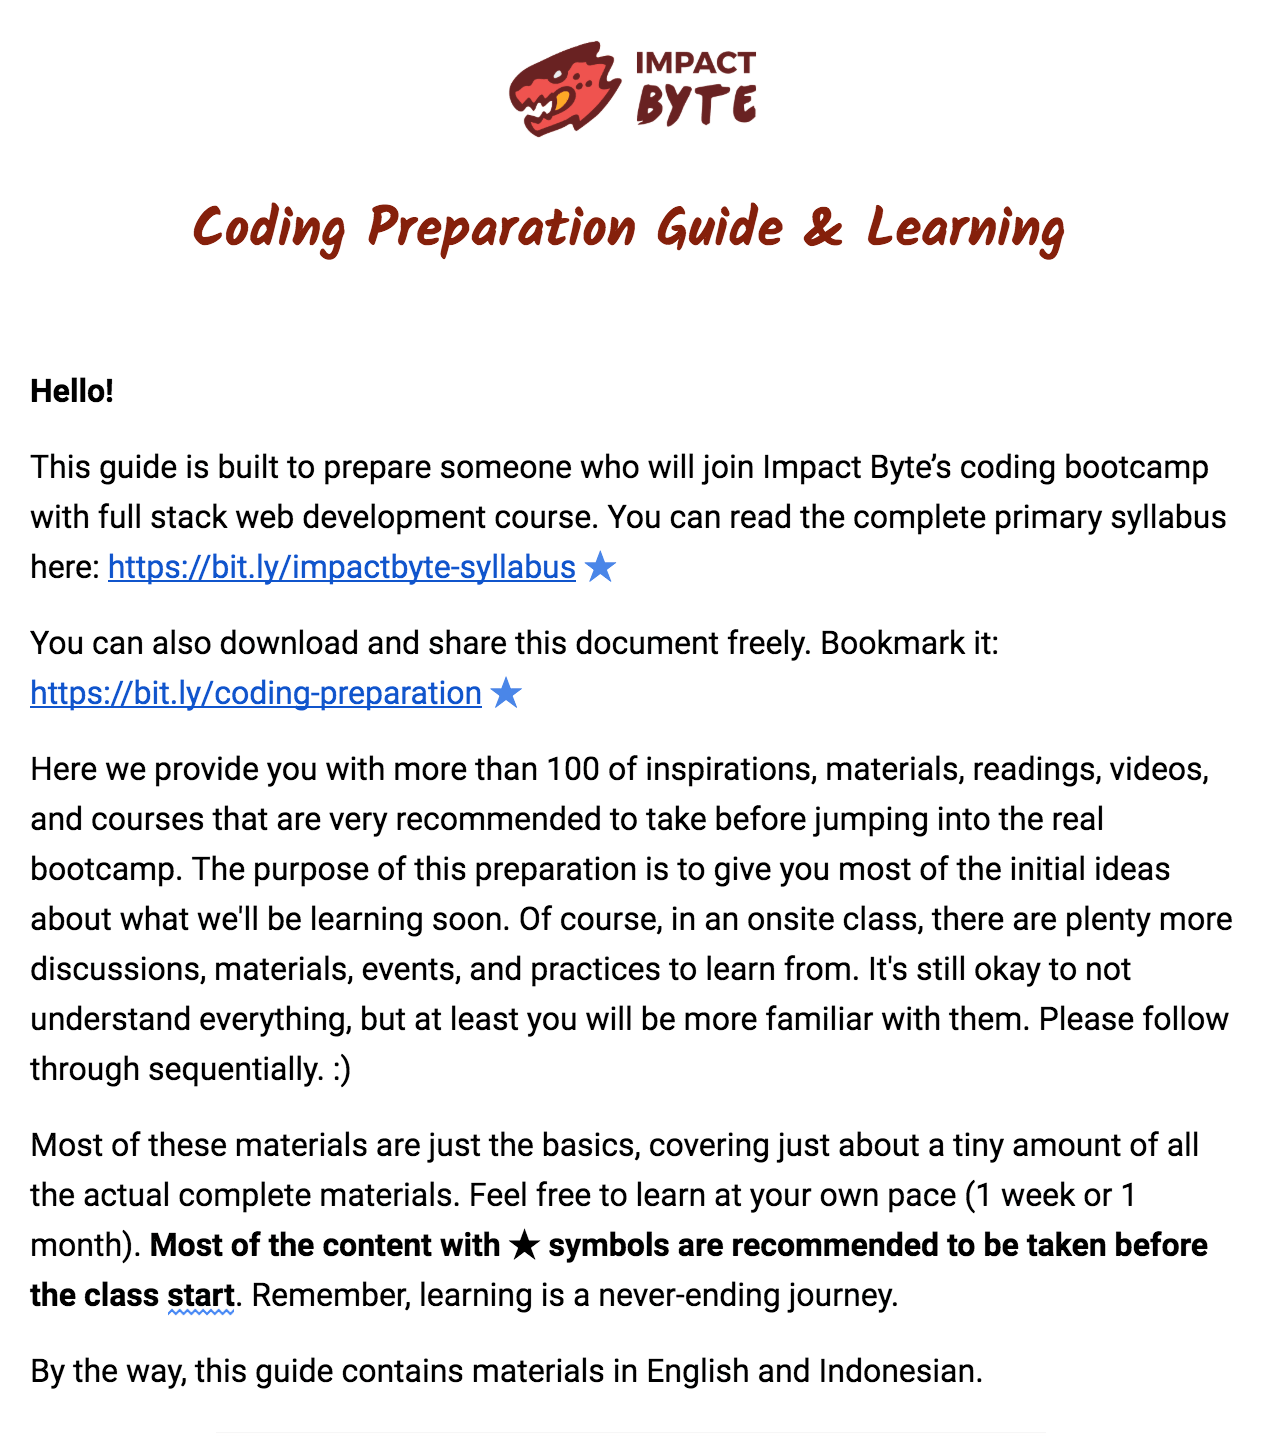 IMPACT
BYTE
Coding Preparation Guide & Learning
Hello!
This guide is built to prepare someone who will join Impact Byte’s coding bootcamp
with full stack web development course. You can read the complete primary syllabus
here: https://bit.ly/impactbyte-syllabus ★
You can also download and share this document freely. Bookmark it:
https://bit.ly/coding-preparation ★
Here we provide you with more than 100 of inspirations, materials, readings, videos,
and courses that are very recommended to take before jumping into the real
bootcamp. The purpose of this preparation is to give you most of the initial ideas
about what we'll be learning soon. Of course, in an onsite class, there are plenty more
discussions, materials, events, and practices to learn from. It's still okay to not
understand everything, but at least you will be more familiar with them. Please follow
through sequentially. :)
Most of these materials are just the basics, covering just about a tiny amount of all
the actual complete materials. Feel free to learn at your own pace (1 week or 1
month). Most of the content with ★ symbols are recommended to be taken before
the class start. Remember, learning is a never-ending journey.
By the way, this guide contains materials in English and Indonesian.